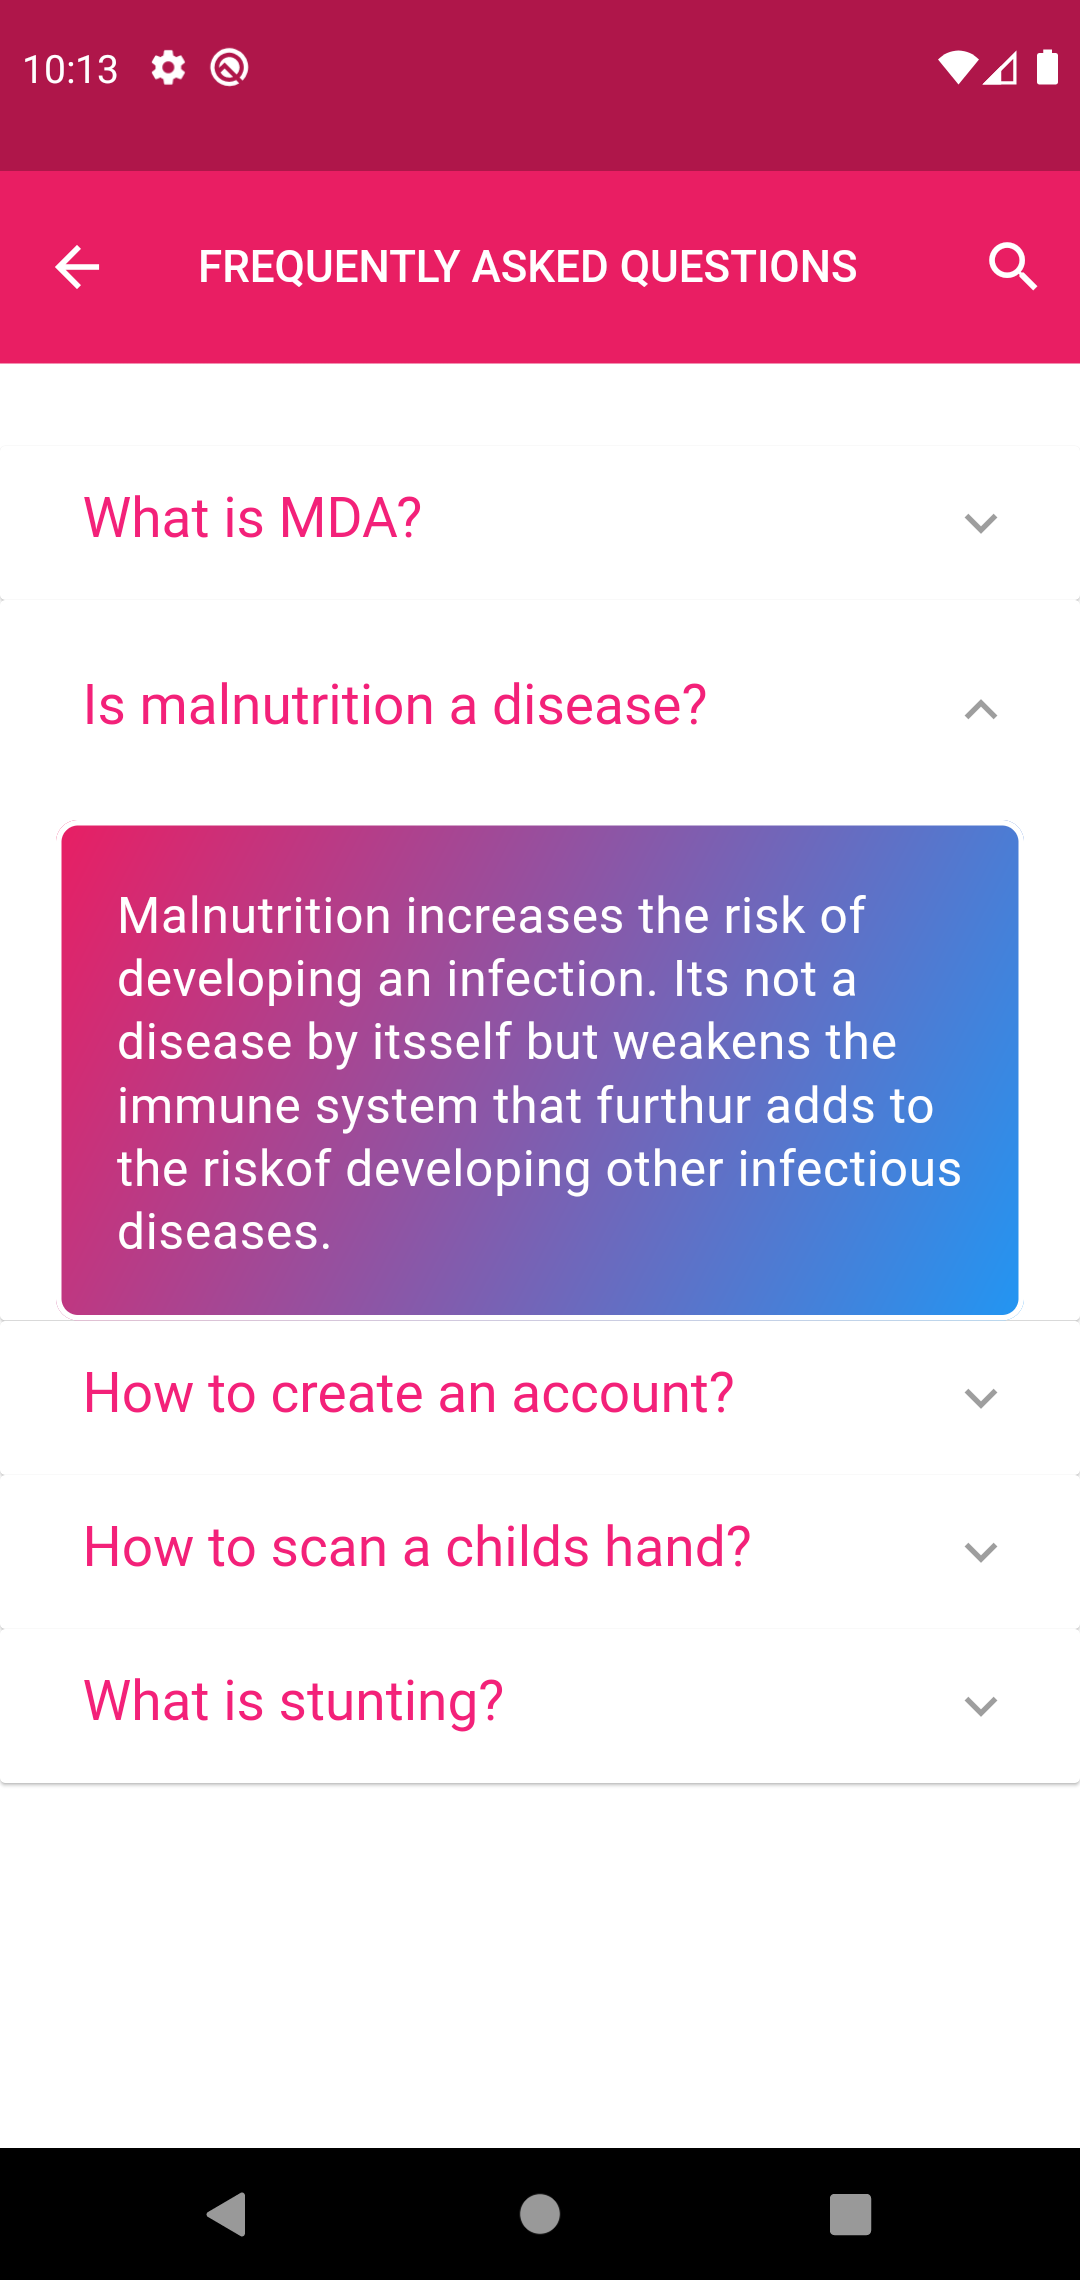 10:13
FREQUENTLY ASKED QUESTIONS
What is MDA?
Is malnutrition a disease?
Malnutrition increases the risk of
developing an infection. Its not a
disease by itsself but weakens the
immune system that furthur adds to
the riskof developing other infectious
diseases.
How to create an account?
How to scan a childs hand?
What is stunting?